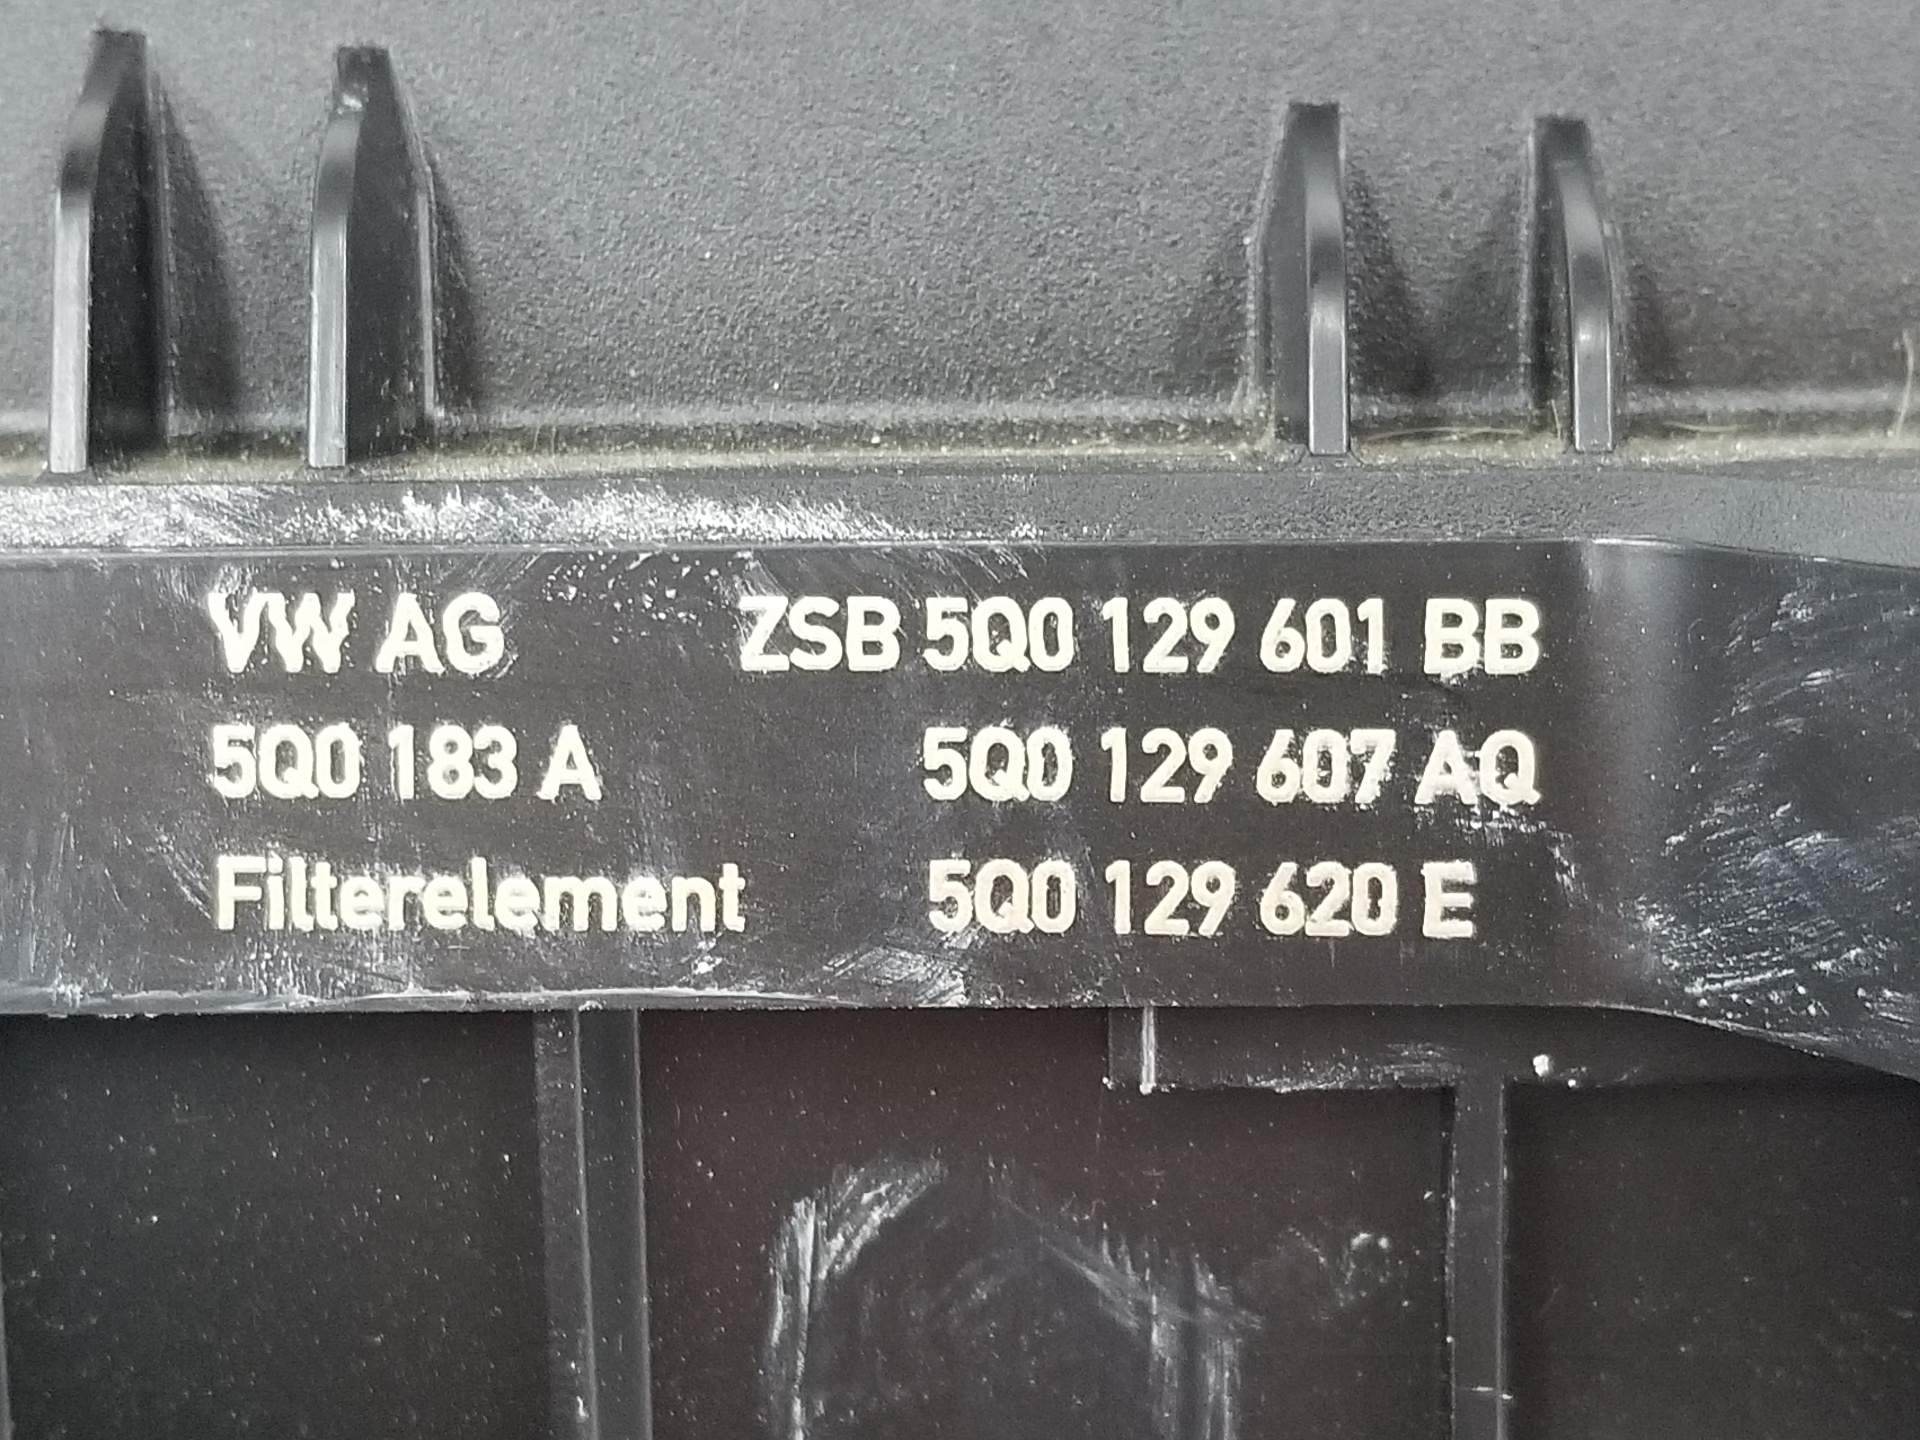 VW AG ZSB 5Q0 129 601 BB
5Q0 183 A 5Q0 129 607 AQ
Filterelement 5Q0 129 620 E